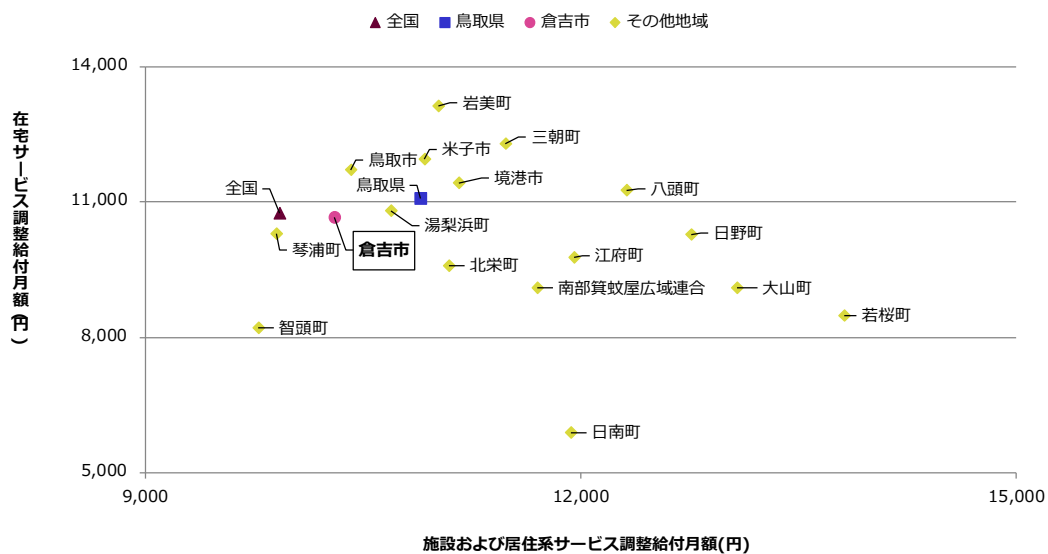 全国 鳥取県 倉吉市 その他地域
14,000
11,000
8,000
5,000
在宅サービス調整給付月額(円)
岩美町
三朝町
米子市
鳥取市
境港市
鳥取県
八頭町
全国
湯梨浜町
日野町
琴浦町
倉吉市
江府町
北栄町
南部箕蚊屋広域連合
大山町
若桜町
智頭町
日南町
9,000 12,000 15,000
施設および居住系サービス調整給付月額(円)